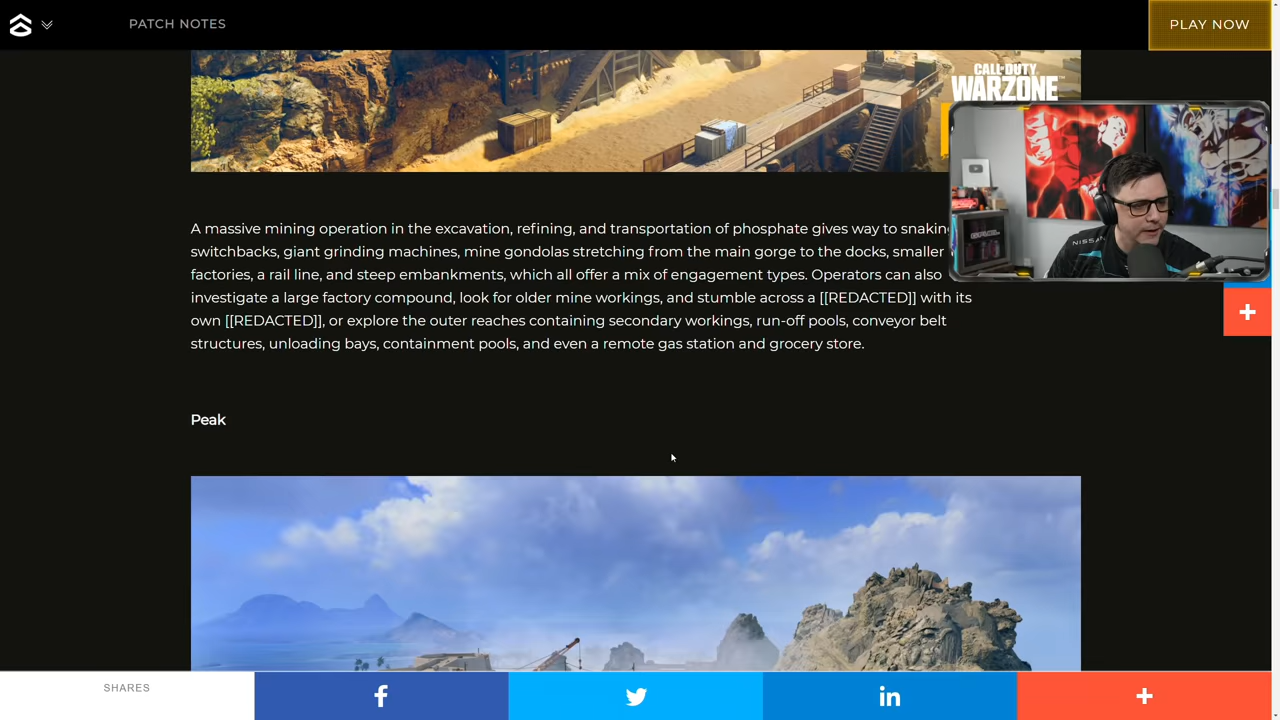 PATCH NOTES
PLAY NOW
CALL OF DUTY
WARZONE
A massive mining operation in the excavation, refining, and transportation of phosphate gives way to snaking
switchbacks, giant grinding machines, mine gondolas stretching from the main gorge to the docks, smaller
factories, a rail line, and steep embankments, which all offer a mix of engagement types. Operators can also
investigate a large factory compound, look for older mine workings, and stumble across a [[REDACTED]] with its
own [[REDACTED]], or explore the outer reaches containing secondary workings, run-off pools, conveyor belt
structures, unloading bays, containment pools, and even a remote gas station and grocery store.
NISSAN
Peak
SHARES